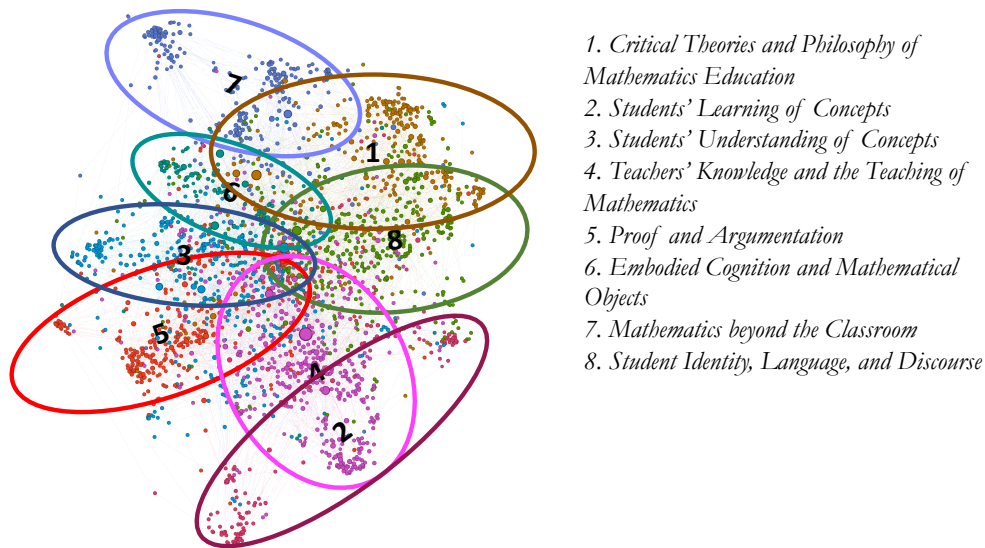 7
1
6
8
3
5
4
2
1. Critical Theories and Philosophy of
Mathematics Education
2. Students' Learning of Concepts
3. Students' Understanding of Concepts
4. Teachers' Knowledge and the Teaching of
Mathematics
5. Proof and Argumentation
6. Embodied Cognition and Mathematical
Objects
7. Mathematics beyond the Classroom
8. Student Identity, Language, and Discourse